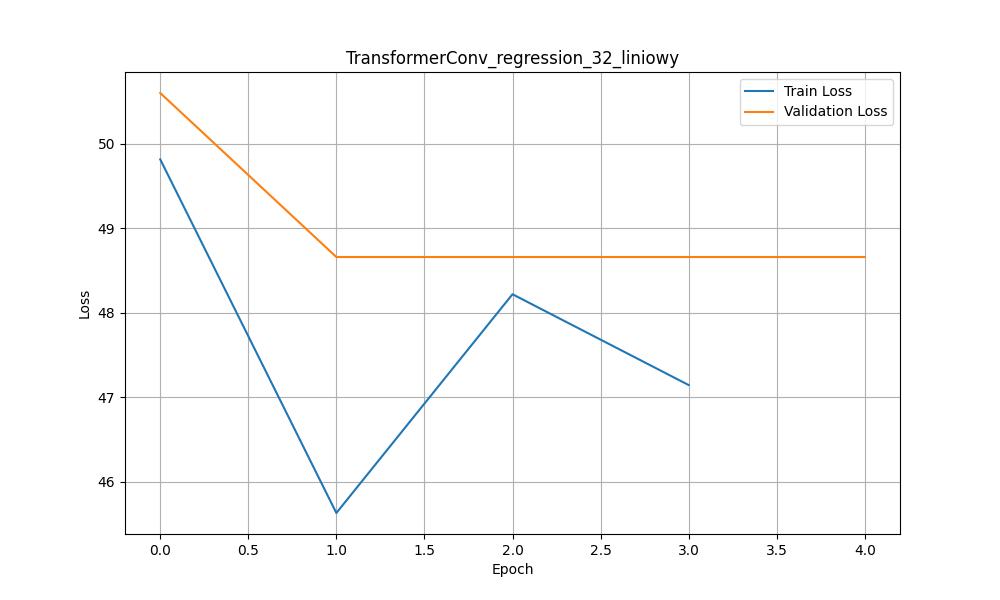 TransformerConv_regression_32_liniowy
Train Loss
Validation Loss
Loss
50
49
48
47
46
0.0 0.5 1.0 1.5 2.0 2.5 3.0 3.5 4.0
Epoch